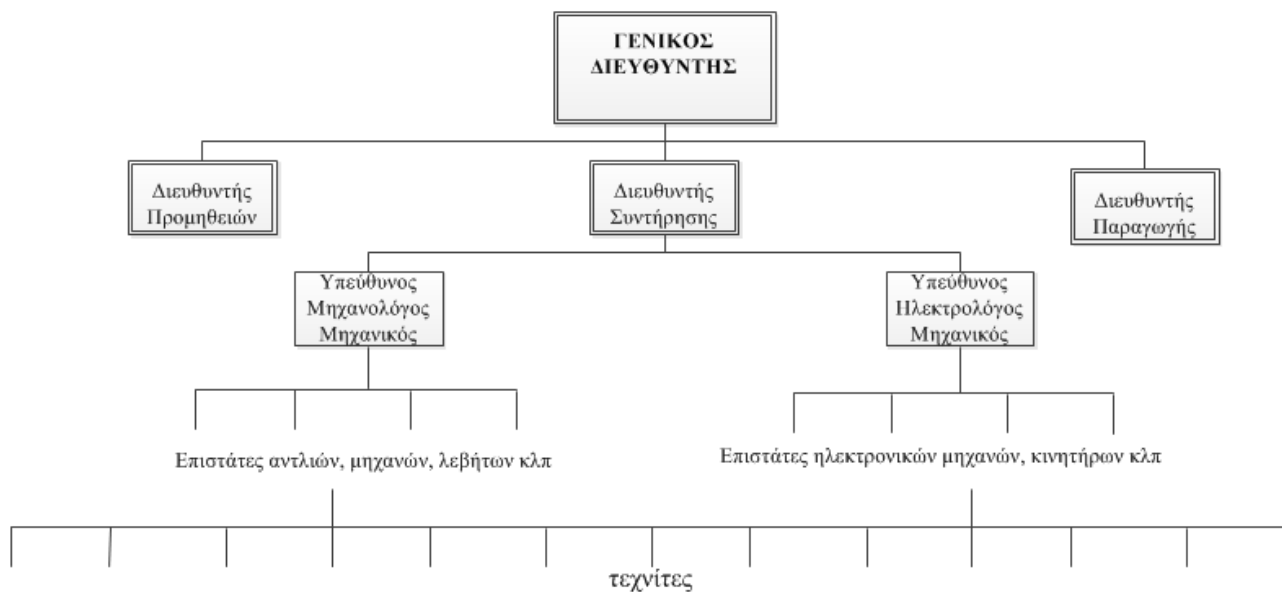 ΓΕΝΙΚΟΣ
ΔΙΕΥΘΥΝΤΗΣ
Διευθυντής
Προμηθειών
Διευθυντής
Συντήρησης
Διευθυντής
Παραγωγής
Υπεύθυνος
Μηχανολόγος
Μηχανικός
Υπεύθυνος
Ηλεκτρολόγος
Μηχανικός
Επιστάτες αντλιών, μηχανών, λεβήτων κλπ
Επιστάτες ηλεκτρονικών μηχανών, κινητήρων κλπ
τεχνίτες